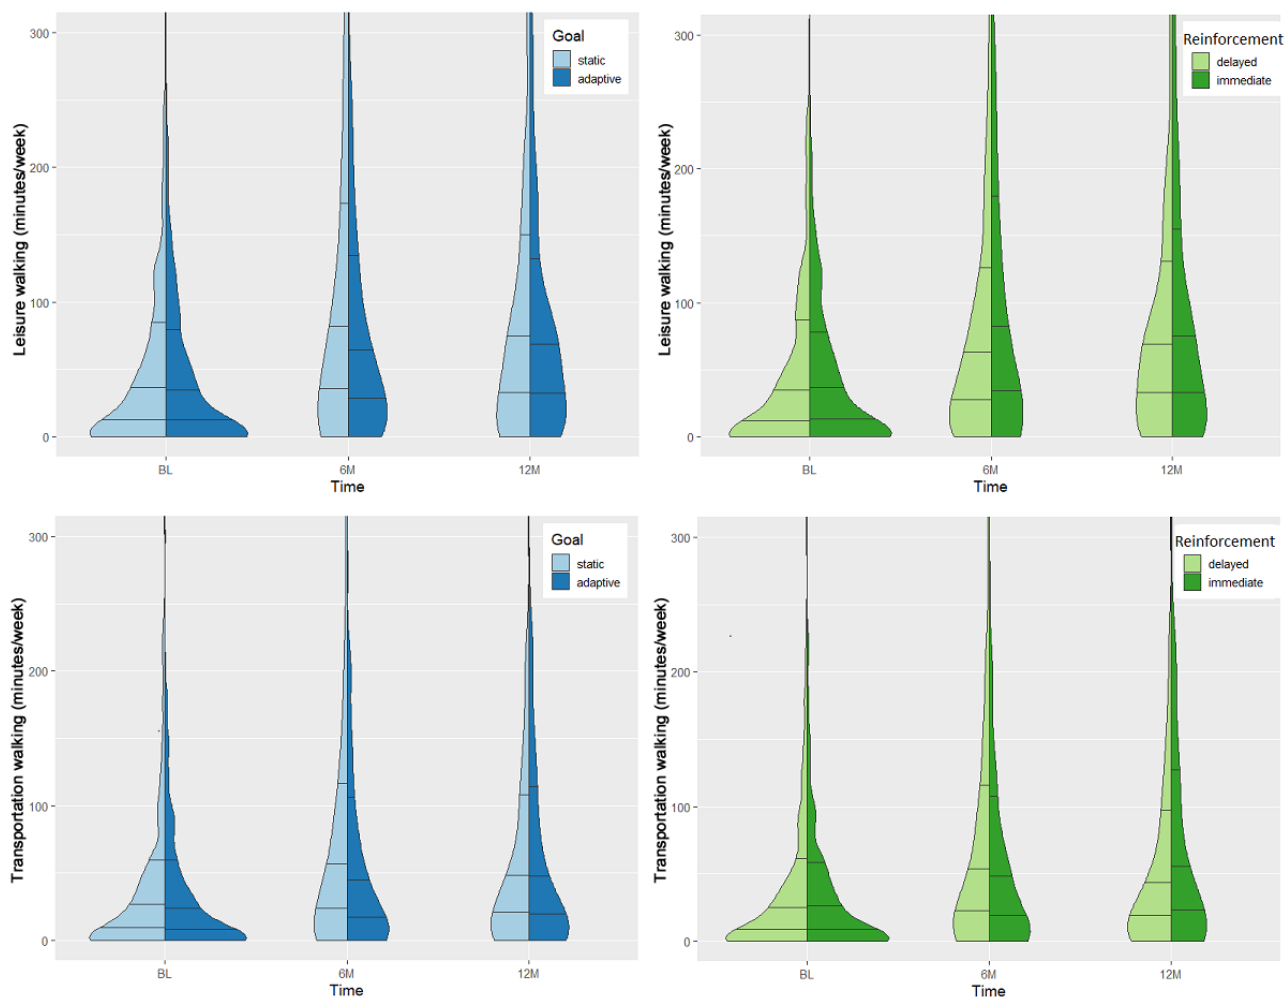 300
200
100
0
Leisure walking (minutes/week)
Goal
static
adaptive
BL
6M
12M
Time
300
200
100
0
Leisure walking (minutes/week)
Reinforcement
delayed
immediate
BL
6M
12M
Time
300
200
100
0
Transportation walking (minutes/week)
Goal
static
adaptive
BL
6M
12M
Time
300
200
100
0
Transportation walking (minutes/week)
Reinforcement
delayed
immediate
BL
6M
12M
Time